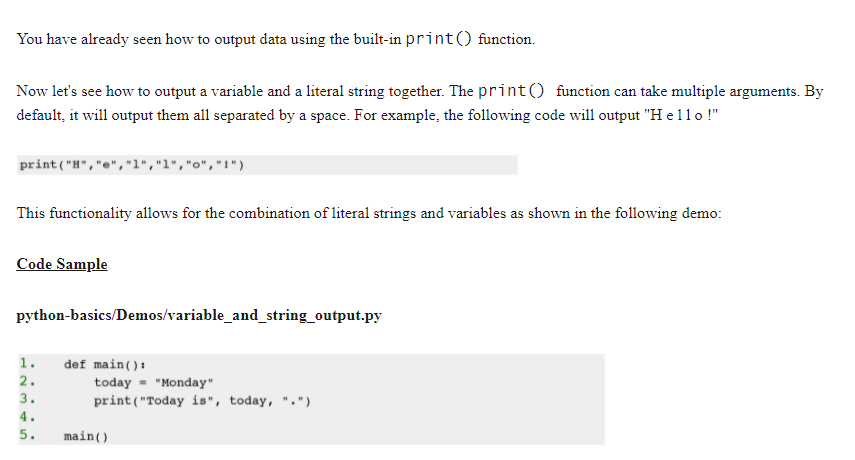 You have already seen how to output data using the built-in print() function.
Now let's see how to output a variable and a literal string together. The print() function can take multiple arguments. By
default, it will output them all separated by a space. For example, the following code will output "H e l l o !"
print("H","e","l","l","o","!")
This functionality allows for the combination of literal strings and variables as shown in the following demo:
Code Sample
python-basics/Demos/variable_and_string_output.py
1. def main():
2. today = "Monday"
3. print("Today is", today, ".")
4.
5. main()